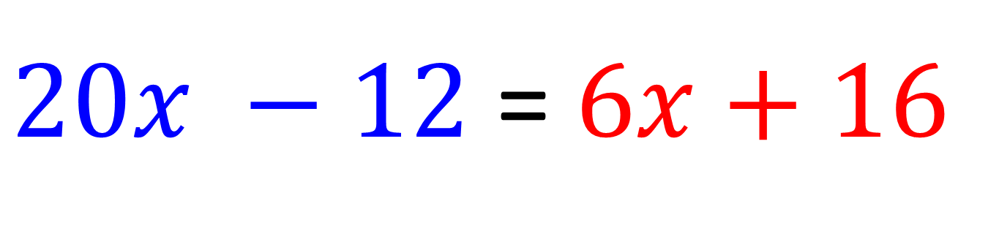 20x − 12 = 6x + 16